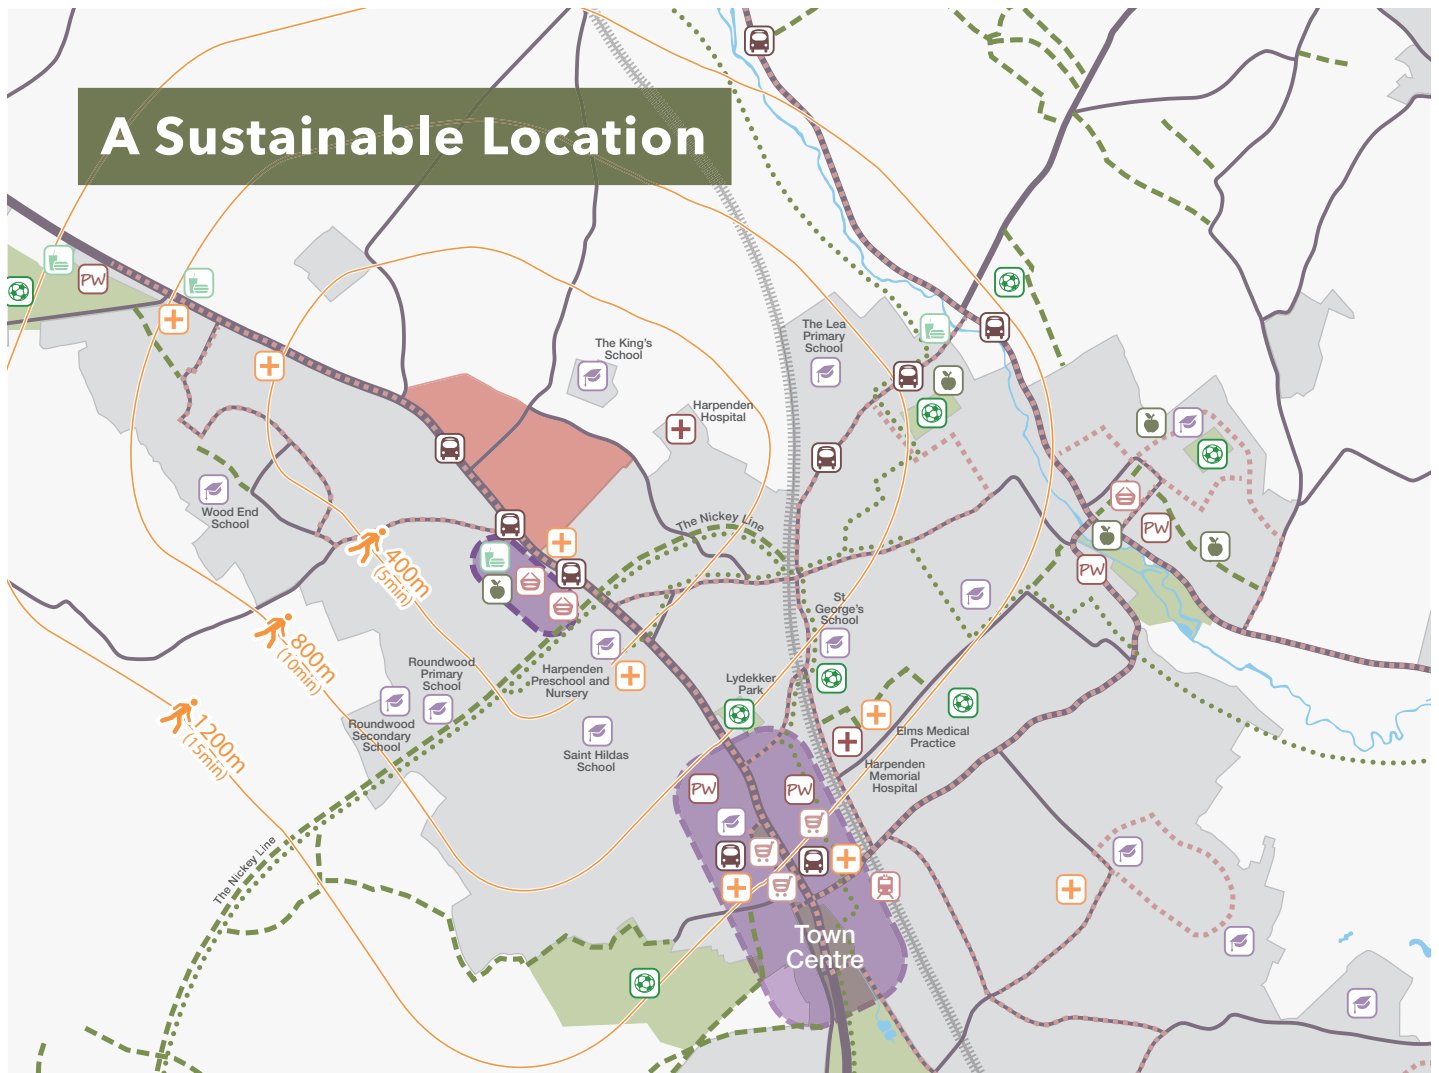 A Sustainable Location
PW
The Lea
Primary
School
The King's
School
Harpenden
Hospital
Wood End
School
The Nickey Line
PW
PW
400m
(5min)
800m
(10min)
1200m
(15min)
St
George's
School
Roundwood
Primary
School
Harpenden
Preschool and
Nursery
Lydekker
Park
Roundwood
Secondary
School
Saint Hildas
School
Elms Medical
Practice
Harpenden
Memorial
Hospital
PW
PW
The Nickey Line
Town
Centre